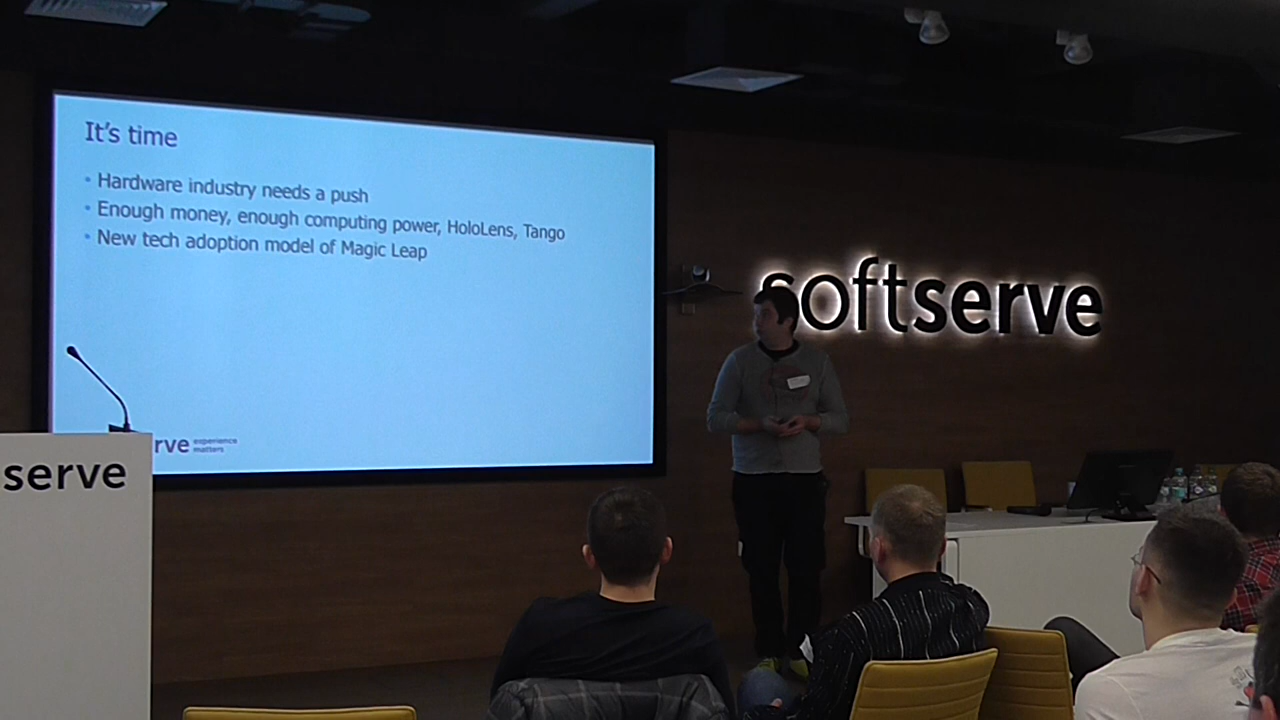 It's time
• Hardware industry needs a push
• Enough money, enough computing power, HoloLens, Tango
• New tech adoption model of Magic Leap
rve experience
matters
serve
softserve